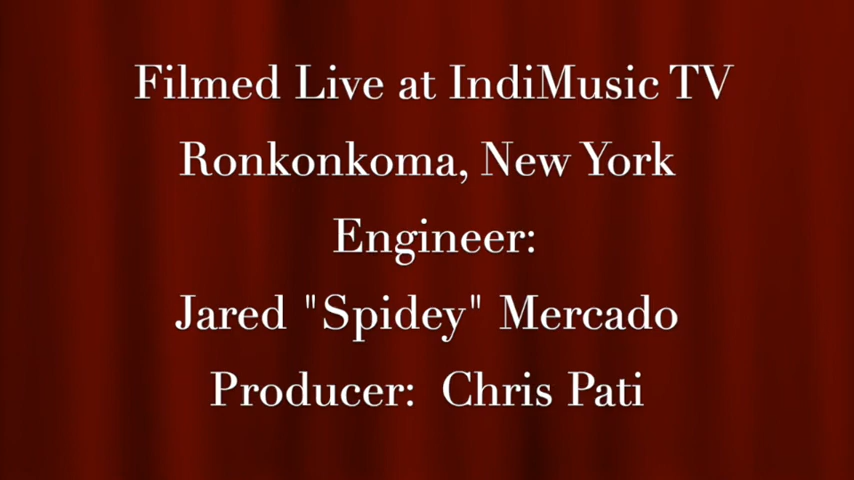 Filmed Live at IndiMusic TV
Ronkonkoma, New York
Engineer:
Jared "Spidey" Mercado
Producer:  Chris Pati